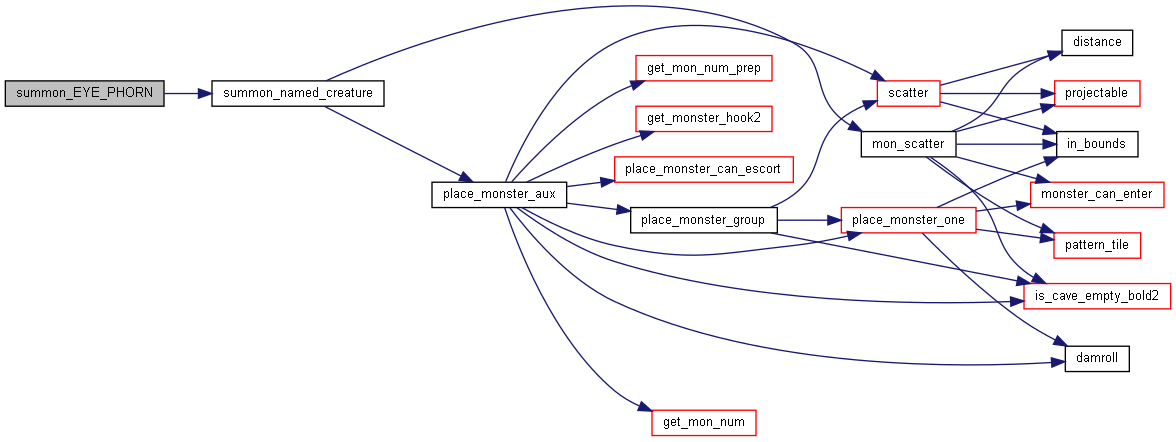 summon_EYE_PHORN
summon_named_creature
place_monster_aux
get_mon_num_prep
get_monster_hook2
place_monster_can_escort
place_monster_group
get_mon_num
scatter
mon_scatter
place_monster_one
distance
projectable
in_bounds
monster_can_enter
pattern_tile
is_cave_empty_bold2
damroll